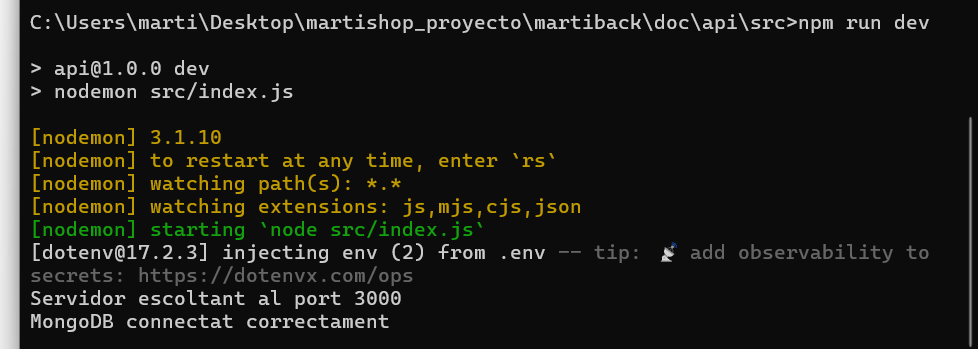 C:\Users\marti\Desktop\martishop_proyecto\martiback\doc\api\src>npm run dev
> api@1.0.0 dev
> nodemon src/index.js
[nodemon] 3.1.10
[nodemon] to restart at any time, enter `rs`
[nodemon] watching path(s): *.*
[nodemon] watching extensions: js,mjs,cjs,json
[nodemon] starting `node src/index.js`
[dotenv@17.2.3] injecting env (2) from .env -- tip: 📡 add observability to
secrets: https://dotenvx.com/ops
Servidor escoltant al port 3000
MongoDB connectat correctament